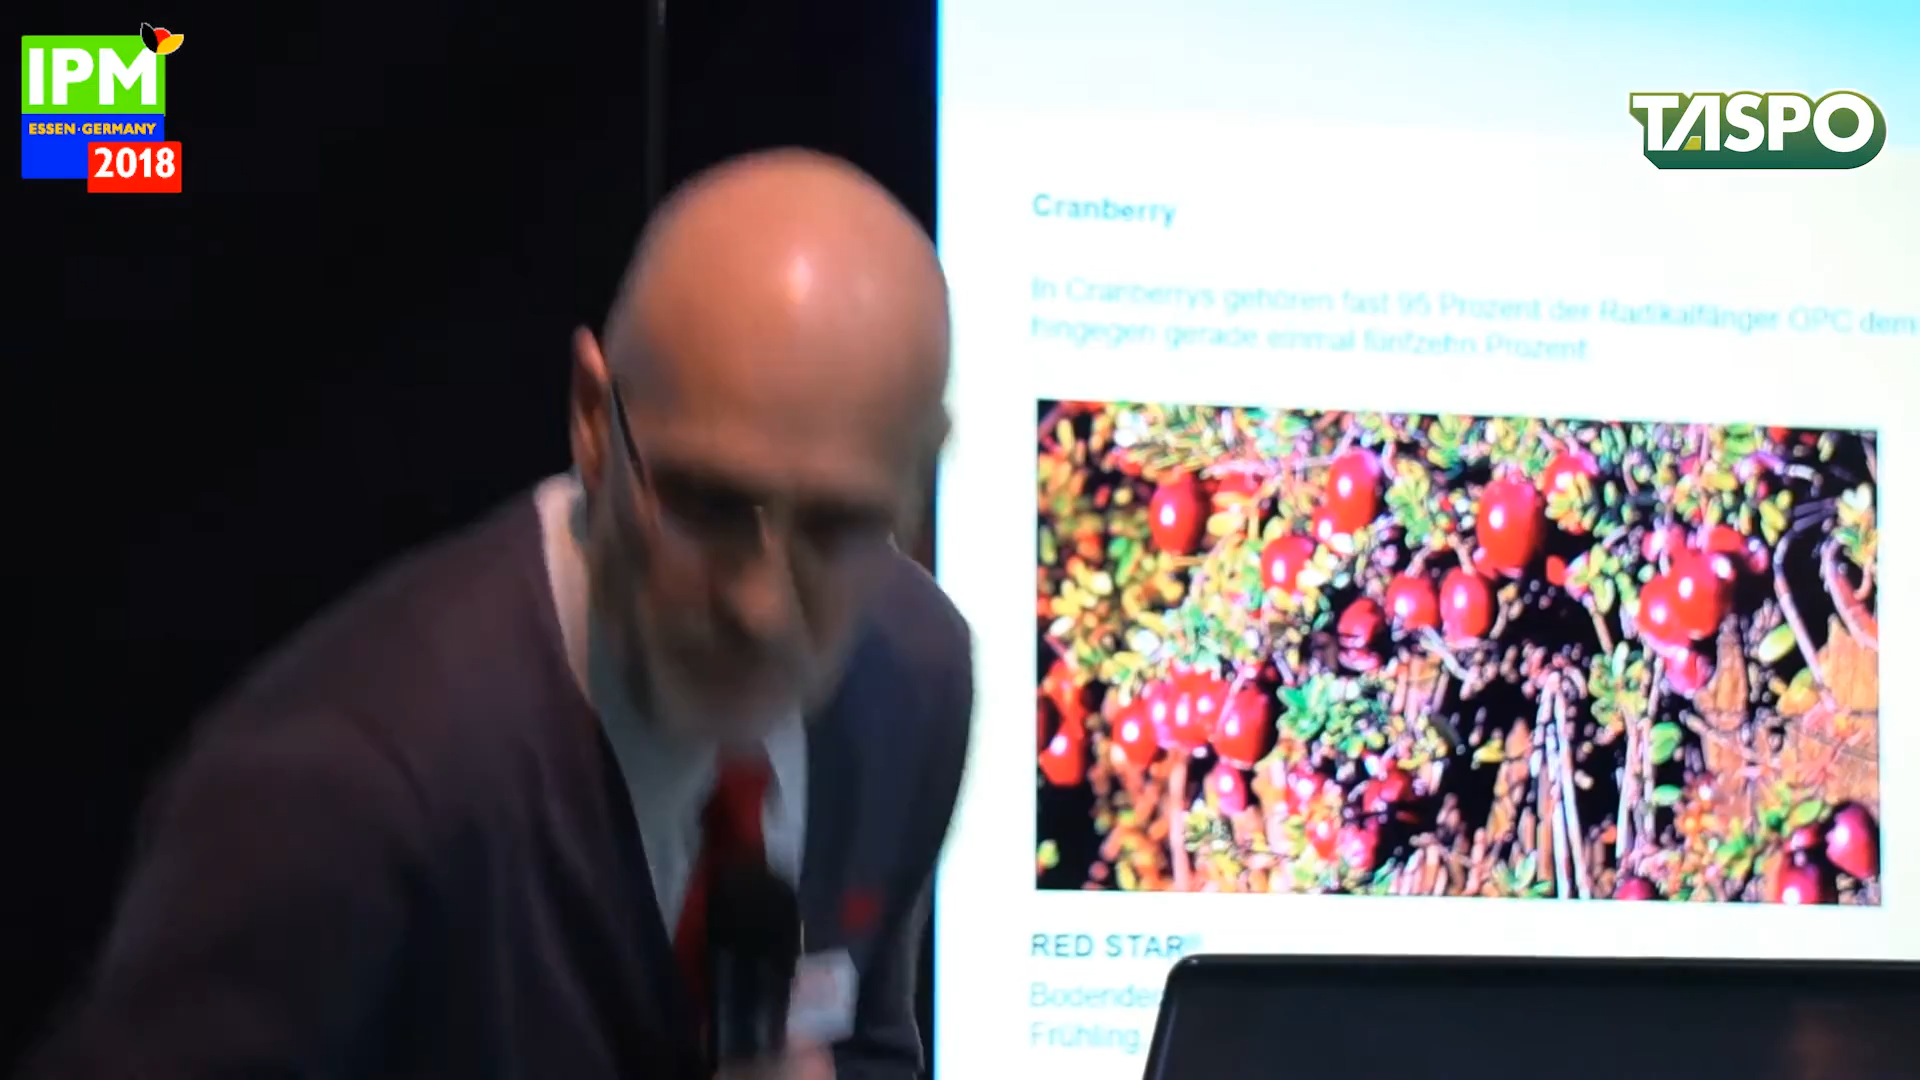 IPM
ESSEN·GERMANY
2018
TASPO
Cranberry
In Cranberrys gehören fast 95 Prozent der Radikalfänger OPC dem
hingegen gerade einmal fünfzehn Prozent
RED STAR®
Frühling,